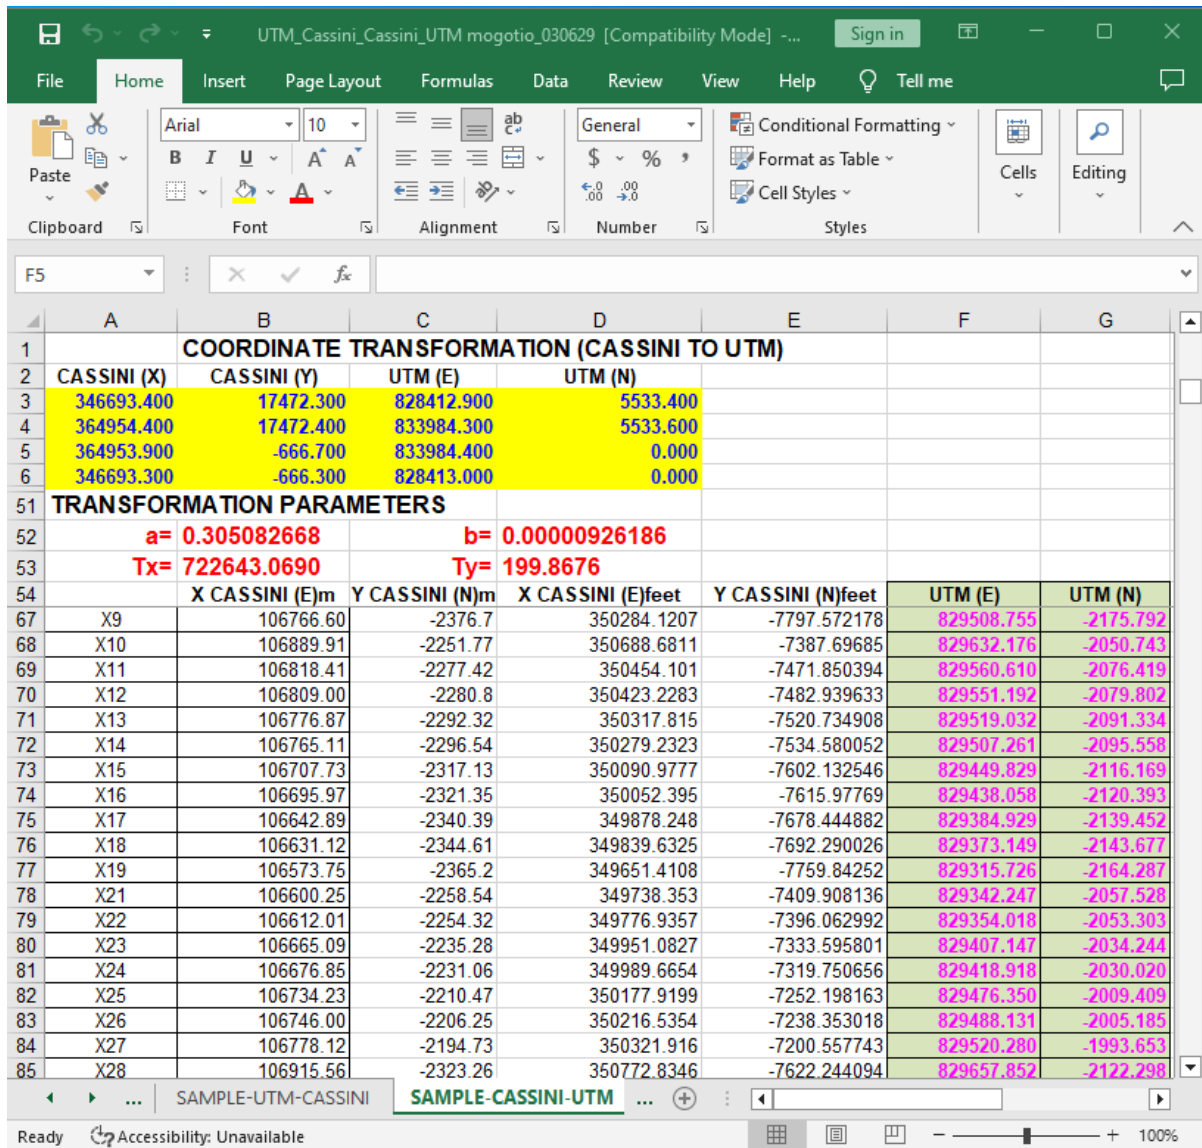 UTM_Cassini_Cassini_UTM mogotio_030629 [Compatibility Mode] -... Sign in
File Home Insert Page Layout Formulas Data Review View Help Tell me
Arial 10 ab General Conditional Formatting
Paste B I U A A $ % , Format as Table Cells Editing
A Cell Styles
Clipboard Font Alignment Number Styles
F5 fx
A B C D E F G
1 COORDINATE TRANSFORMATION (CASSINI TO UTM)
2 CASSINI (X) CASSINI (Y) UTM (E) UTM (N)
3 346693.400 17472.300 828412.900 5533.400
4 364954.400 17472.400 833984.300 5533.600
5 364953.900 -666.700 833984.400 0.000
6 346693.300 -666.300 828413.000 0.000
51 TRANSFORMATION PARAMETERS
52 a= 0.305082668 b= 0.00000926186
53 Tx= 722643.0690 Ty= 199.8676
54 X CASSINI (E)m Y CASSINI (N)m X CASSINI (E)feet Y CASSINI (N)feet UTM (E) UTM (N)
67 X9 106766.60 -2376.7 350284.1207 -7797.572178 829508.755 -2175.792
68 X10 106889.91 -2251.77 350688.6811 -7387.69685 829632.176 -2050.743
69 X11 106818.41 -2277.42 350454.101 -7471.850394 829560.610 -2076.419
70 X12 106809.00 -2280.8 350423.2283 -7482.939633 829551.192 -2079.802
71 X13 106776.87 -2292.32 350317.815 -7520.734908 829519.032 -2091.334
72 X14 106765.11 -2296.54 350279.2323 -7534.580052 829507.261 -2095.558
73 X15 106707.73 -2317.13 350090.9777 -7602.132546 829449.829 -2116.169
74 X16 106695.97 -2321.35 350052.395 -7615.97769 829438.058 -2120.393
75 X17 106642.89 -2340.39 349878.248 -7678.444882 829384.929 -2139.452
76 X18 106631.12 -2344.61 349839.6325 -7692.290026 829373.149 -2143.677
77 X19 106573.75 -2365.2 349651.4108 -7759.84252 829315.726 -2164.287
78 X21 106600.25 -2258.54 349738.353 -7409.908136 829342.247 -2057.528
79 X22 106612.01 -2254.32 349776.9357 -7396.062992 829354.018 -2053.303
80 X23 106665.09 -2235.28 349951.0827 -7333.595801 829407.147 -2034.244
81 X24 106676.85 -2231.06 349989.6654 -7319.750656 829418.918 -2030.020
82 X25 106734.23 -2210.47 350177.9199 -7252.198163 829476.350 -2009.409
83 X26 106746.00 -2206.25 350216.5354 -7238.353018 829488.131 -2005.185
84 X27 106778.12 -2194.73 350321.916 -7200.557743 829520.280 -1993.653
85 X28 106915.56 -2323.26 350772.8346 -7622.244094 829657.852 -2122.298
... SAMPLE-UTM-CASSINI SAMPLE-CASSINI-UTM ...
Ready Accessibility: Unavailable 100%